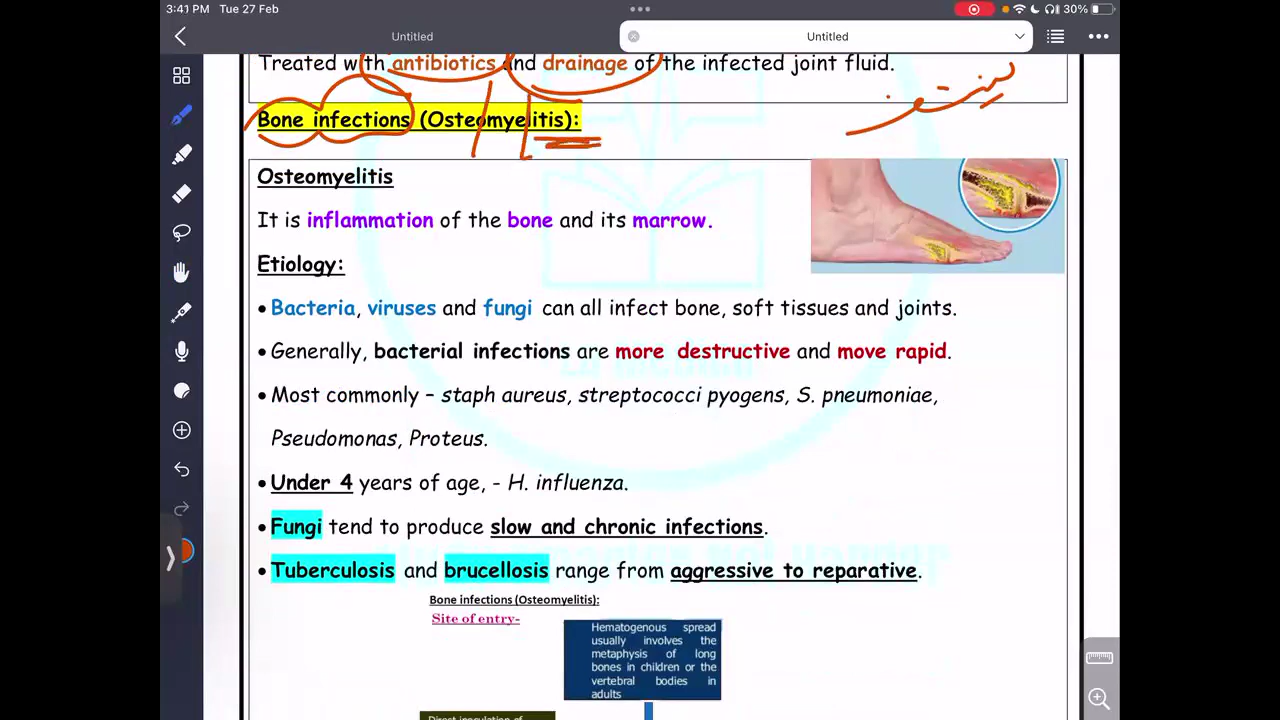 3:41 PM Tue 27 Feb
30%
Untitled
Untitled
Treated with antibiotics and drainage of the infected joint fluid.
Bone infections (Osteomyelitis):
Osteomyelitis
It is inflammation of the bone and its marrow.
Etiology:
• Bacteria, viruses and fungi can all infect bone, soft tissues and joints.
• Generally, bacterial infections are more destructive and move rapid.
• Most commonly – staph aureus, streptococci pyogens, S. pneumoniae,
Pseudomonas, Proteus.
• Under 4 years of age, - H. influenza.
• Fungi tend to produce slow and chronic infections.
• Tuberculosis and brucellosis range from aggressive to reparative.
Bone infections (Osteomyelitis):
Site of entry-
Hematogenous spread
usually involves the
metaphysis of long
bones in children or the
vertebral bodies in
adults
Direct inoculation of